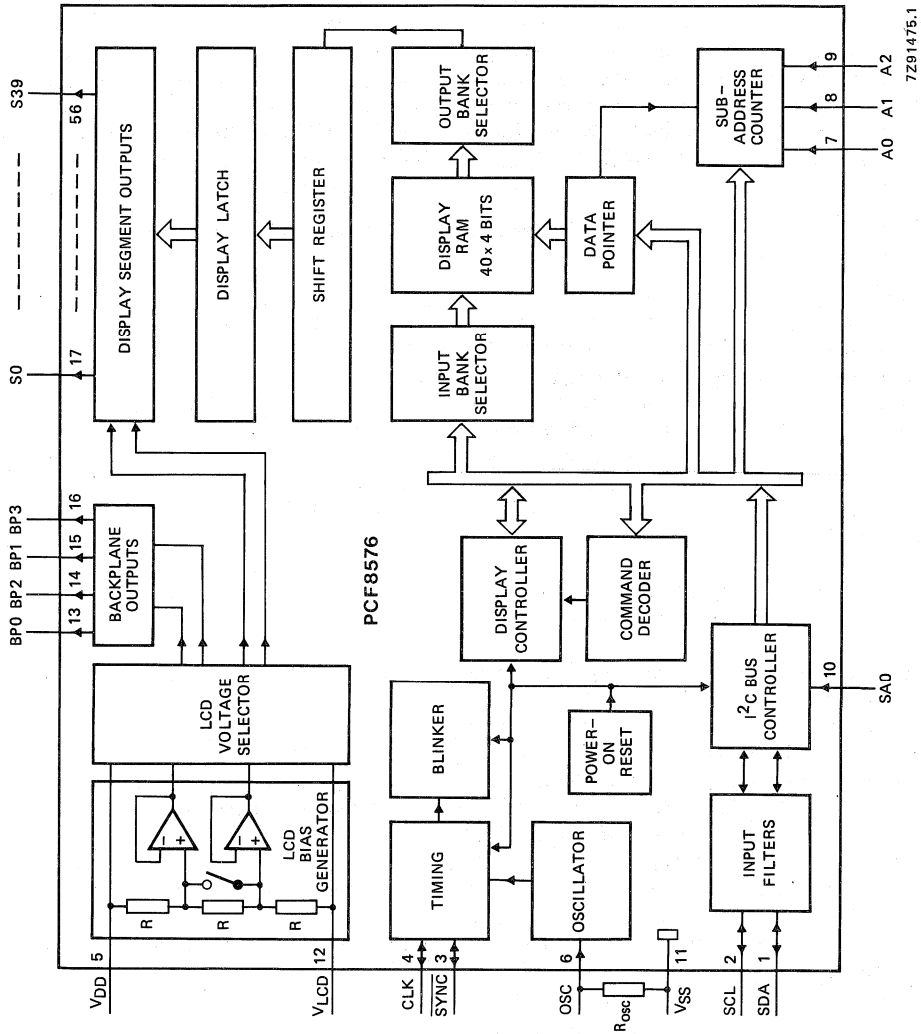 S0
S39
BP0
BP2
BP1
BP3
13
14
15
16
17
56
BACKPLANE
OUTPUTS
DISPLAY SEGMENT OUTPUTS
DISPLAY LATCH
SHIFT REGISTER
LCD
VOLTAGE
SELECTOR
LCD
BIAS
GENERATOR
-
+
-
+
R
R
R
VDD
5
VLCD
12
PCF8576
CLK
4
SYNC
3
TIMING
BLINKER
DISPLAY
CONTROLLER
COMMAND
DECODER
INPUT
BANK
SELECTOR
DISPLAY
RAM
40 x 4 BITS
OUTPUT
BANK
SELECTOR
DATA
POINTER
SUB-
ADDRESS
COUNTER
OSC
6
OSCILLATOR
ROSC
VSS
11
POWER-
ON
RESET
SCL
2
SDA
1
INPUT
FILTERS
I2C BUS
CONTROLLER
10
SA0
7
8
9
A0
A1
A2
7Z91475.1